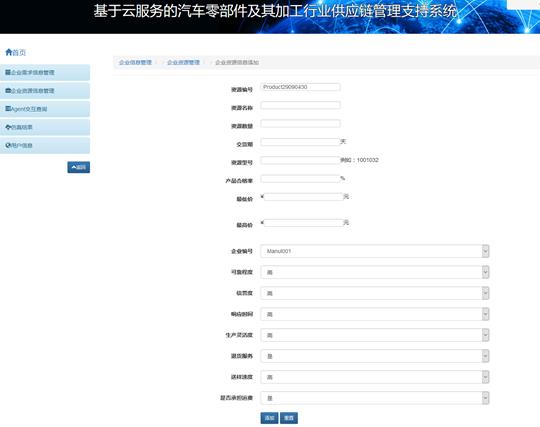 基于云服务的汽车零部件及其加工行业供应链管理支持系统
首页
企业需求信息管理
企业资源信息管理
Agent交互查询
仿真结果
用户信息
返回
企业信息管理 / 企业资源管理 / 企业资源信息添加
资源编号 Product29090430
资源名称
资源数量
交货期 天
资源型号 例如：1001032
产品合格率 %
最低价 ¥ 元
最高价 ¥ 元
企业编号 Manul001
可靠程度 高
信誉度 高
响应时间 高
生产灵活度 高
退货服务 是
送样速度 高
是否承担运费 是
添加 重置